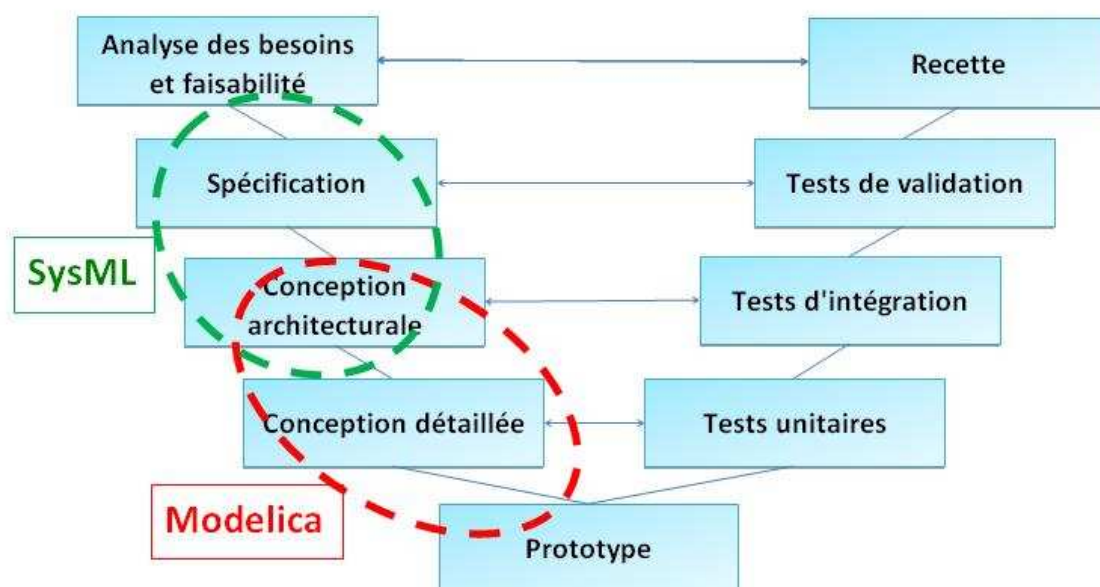 Analyse des besoins
et faisabilité
Recette
Spécification
Tests de validation
SysML
Conception
architecturale
Tests d'intégration
Conception détaillée
Tests unitaires
Modelica
Prototype